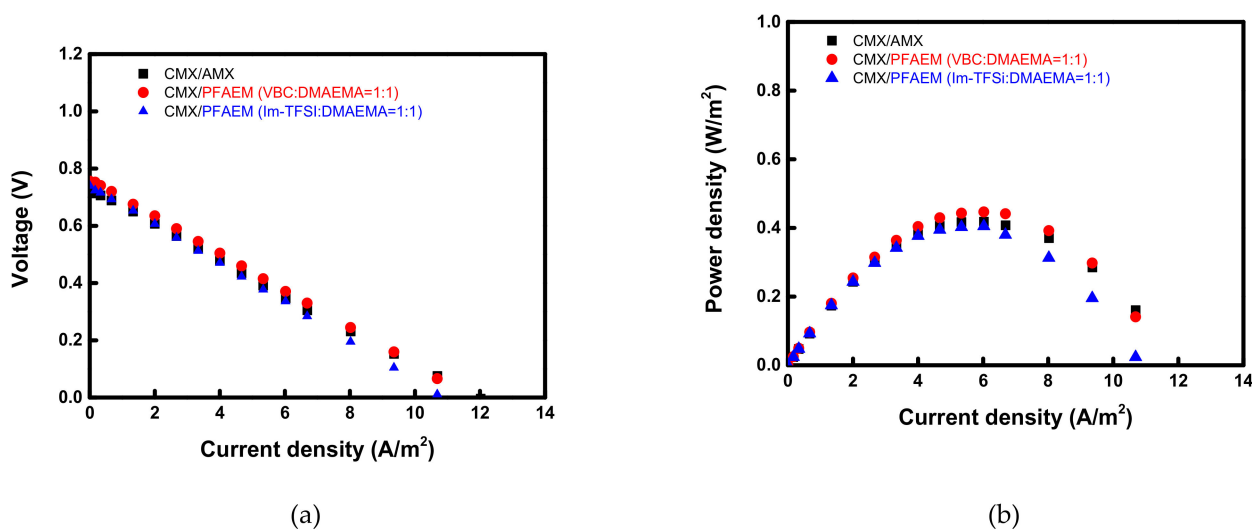 1.2
1.0
0.8
0.6
0.4
0.2
0.0
Voltage (V)
CMX/AMX
CMX/PFAEM (VBC:DMAEMA=1:1)
CMX/PFAEM (Im-TFSI:DMAEMA=1:1)
0 2 4 6 8 10 12 14
Current density (A/m²)
(a)
1.0
0.8
0.6
0.4
0.2
0.0
Power density (W/m²)
CMX/AMX
CMX/PFAEM (VBC:DMAEMA=1:1)
CMX/PFAEM (Im-TFSi:DMAEMA=1:1)
0 2 4 6 8 10 12 14
Current density (A/m²)
(b)